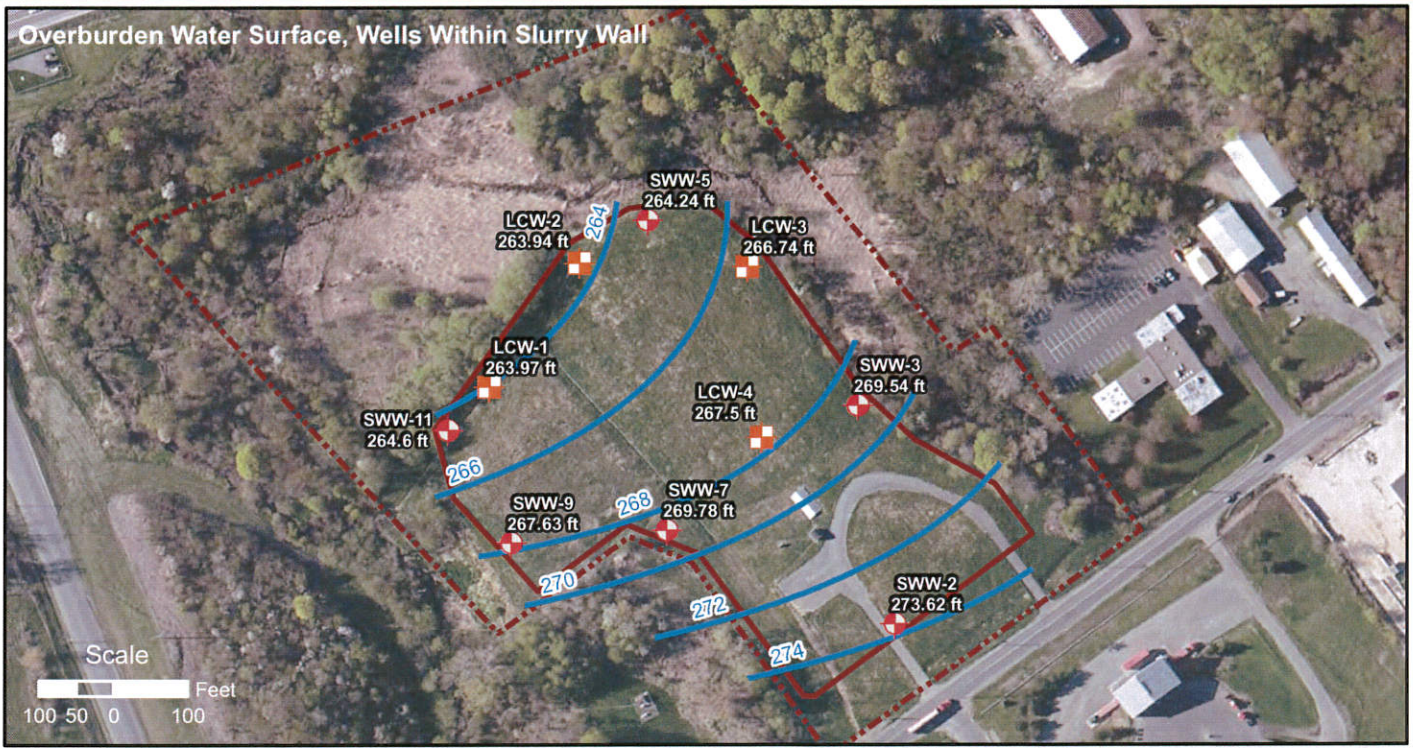 Overburden Water Surface, Wells Within Slurry Wall
SWW-5
264.24 ft
LCW-2
263.94 ft
264
LCW-3
266.74 ft
LCW-1
263.97 ft
SWW-3
269.54 ft
LCW-4
267.5 ft
SWW-11
264.6 ft
266
SWW-9
267.63 ft
268
SWW-7
269.78 ft
270
272
SWW-2
273.62 ft
274
Scale
Feet
100 50 0 100